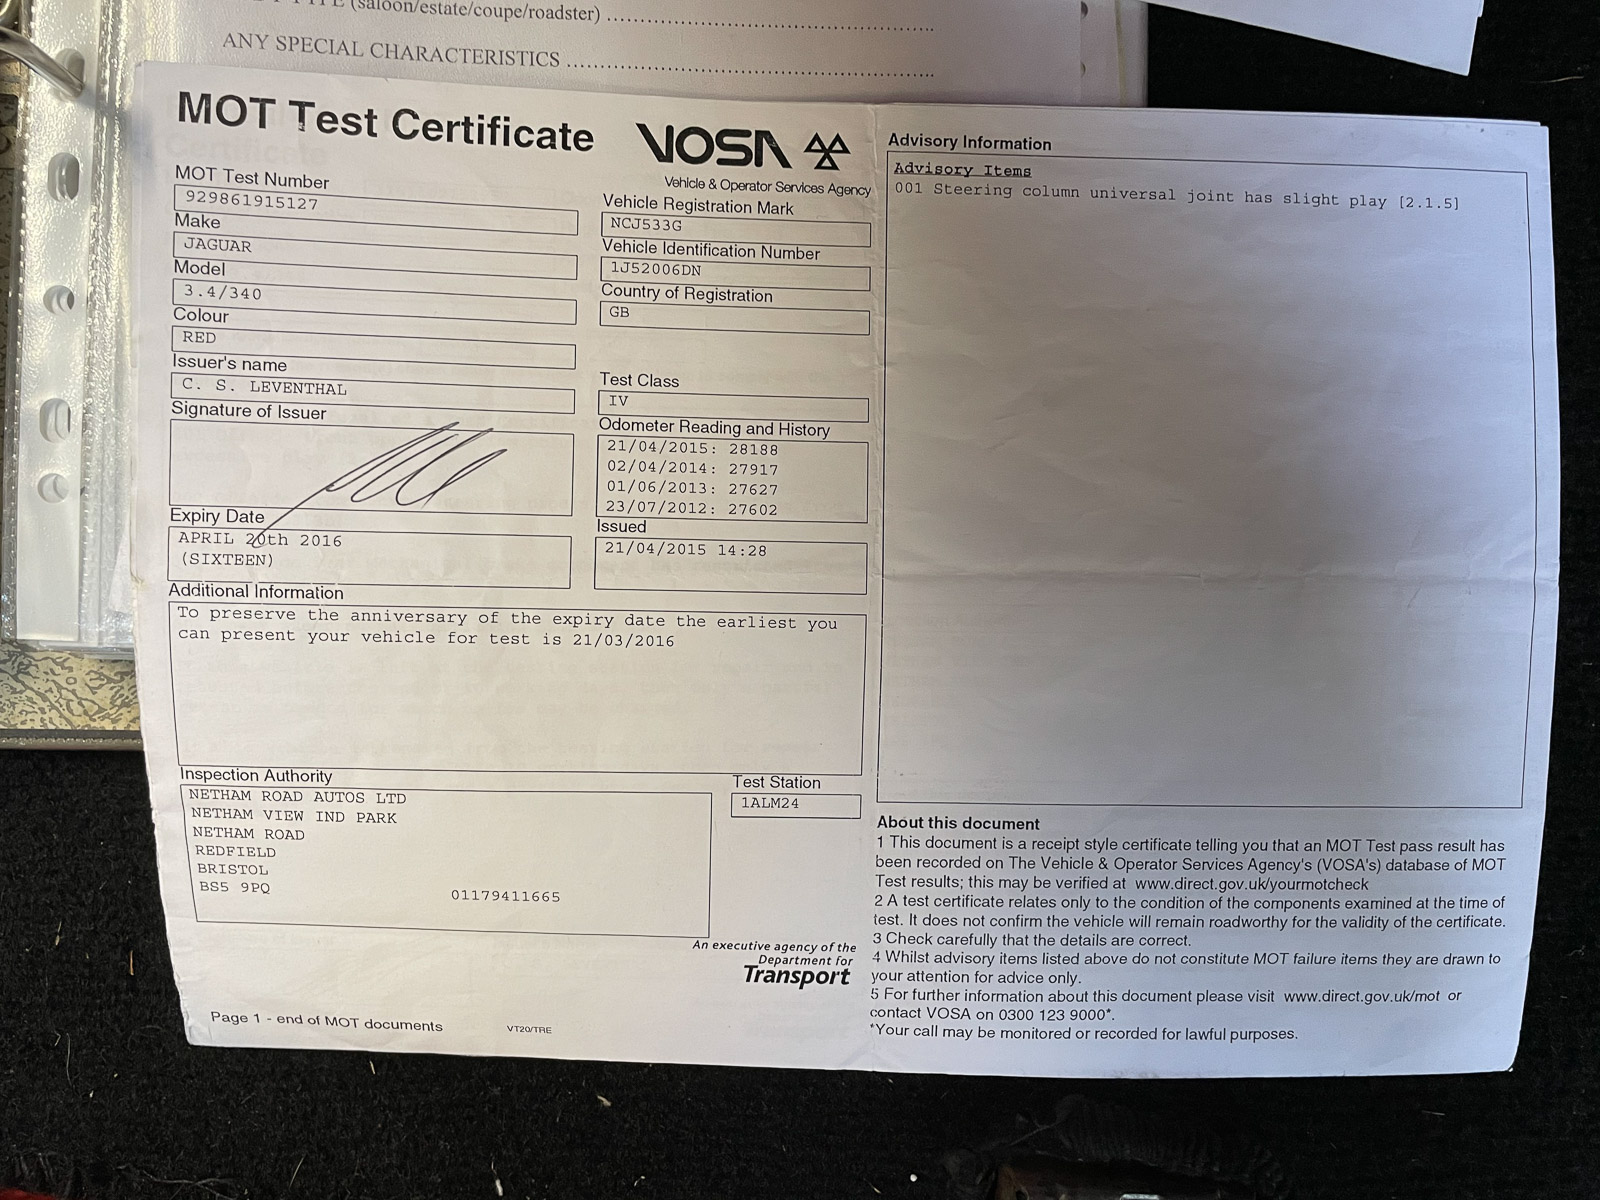 (saloon/estate/coupe/roadster) ....................
ANY SPECIAL CHARACTERISTICS ....................
MOT Test Certificate
VOSA
Vehicle & Operator Services Agency
MOT Test Number
929861915127
Make
JAGUAR
Model
3.4/340
Colour
RED
Issuer's name
C. S. LEVENTHAL
Signature of Issuer
Expiry Date
APRIL 20th 2016
(SIXTEEN)
Vehicle Registration Mark
NCJ533G
Vehicle Identification Number
1J52006DN
Country of Registration
GB
Test Class
IV
Odometer Reading and History
21/04/2015: 28188
02/04/2014: 27917
01/06/2013: 27627
23/07/2012: 27602
Issued
21/04/2015 14:28
Additional Information
To preserve the anniversary of the expiry date the earliest you
can present your vehicle for test is 21/03/2016
Inspection Authority
NETHAM ROAD AUTOS LTD
NETHAM VIEW IND PARK
NETHAM ROAD
REDFIELD
BRISTOL
BS5 9PQ 01179411665
Test Station
1ALM24
An executive agency of the
Department for
Transport
Page 1 - end of MOT documents
VT20/TRE
Advisory Information
Advisory Items
001 Steering column universal joint has slight play [2.1.5]
About this document
1 This document is a receipt style certificate telling you that an MOT Test pass result has
been recorded on The Vehicle & Operator Services Agency's (VOSA's) database of MOT
Test results; this may be verified at www.direct.gov.uk/yourmotcheck
2 A test certificate relates only to the condition of the components examined at the time of
test. It does not confirm the vehicle will remain roadworthy for the validity of the certificate.
3 Check carefully that the details are correct.
4 Whilst advisory items listed above do not constitute MOT failure items they are drawn to
your attention for advice only.
5 For further information about this document please visit www.direct.gov.uk/mot or
contact VOSA on 0300 123 9000*.
*Your call may be monitored or recorded for lawful purposes.